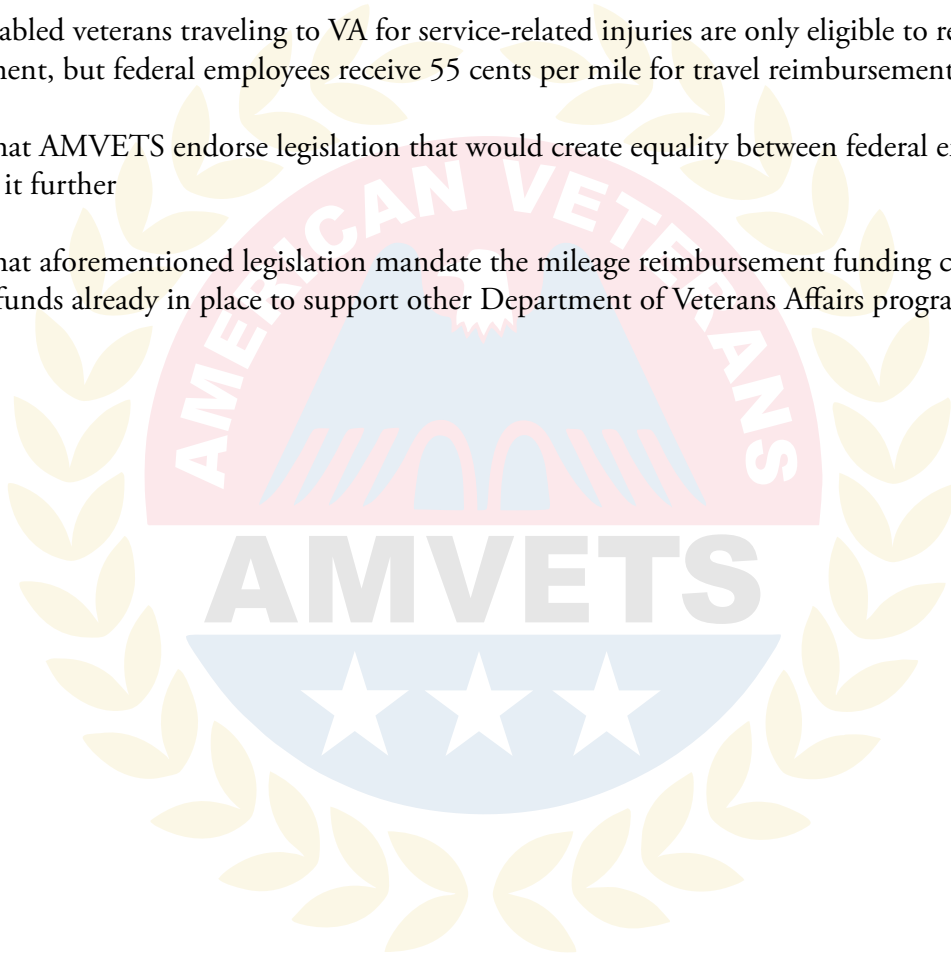 abled veterans traveling to VA for service-related injuries are only eligible to re
ment, but federal employees receive 55 cents per mile for travel reimbursement
hat AMVETS endorse legislation that would create equality between federal e
it further
hat aforementioned legislation mandate the mileage reimbursement funding c
funds already in place to support other Department of Veterans Affairs progra
AMERICAN VETERANS
AMVETS